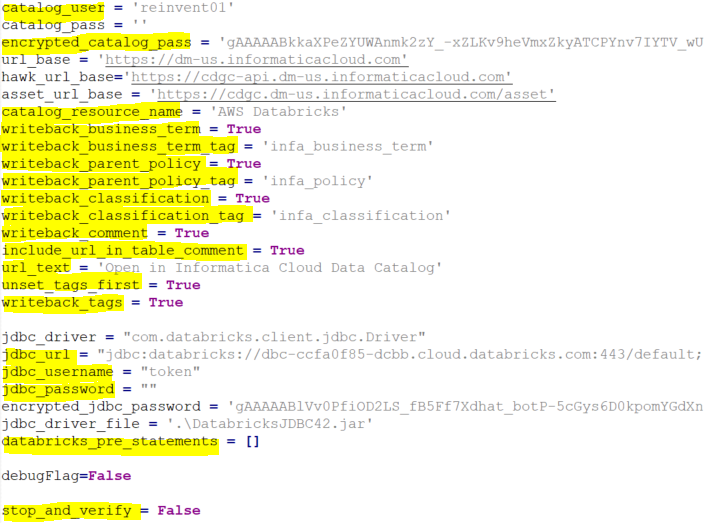 catalog_user = 'reinvent01'
catalog_pass = ''
encrypted_catalog_pass = 'gAAAAABkkaXPeZYUWAnmk2zY_-xZLKv9heVmxZkyATCPYnv7IYTV_wU
url_base = 'https://dm-us.informaticacloud.com'
hawk_url_base='https://cdgc-api.dm-us.informaticacloud.com'
asset_url_base = 'https://cdgc.dm-us.informaticacloud.com/asset'
catalog_resource_name = 'AWS Databricks'
writeback_business_term = True
writeback_business_term_tag = 'infa_business_term'
writeback_parent_policy = True
writeback_parent_policy_tag = 'infa_policy'
writeback_classification = True
writeback_classification_tag = 'infa_classification'
writeback_comment = True
include_url_in_table_comment = True
url_text = 'Open in Informatica Cloud Data Catalog'
unset_tags_first = True
writeback_tags = True
jdbc_driver = "com.databricks.client.jdbc.Driver"
jdbc_url = "jdbc:databricks://dbc-ccfa0f85-dcbb.cloud.databricks.com:443/default;
jdbc_username = "token"
jdbc_password = ""
encrypted_jdbc_password = 'gAAAAABlVv0PfiOD2LS_fB5Ff7Xdhat_botP-5cGys6D0kpomYGdXn
jdbc_driver_file = '.\DatabricksJDBC42.jar'
databricks_pre_statements = []
debugFlag=False
stop_and_verify = False